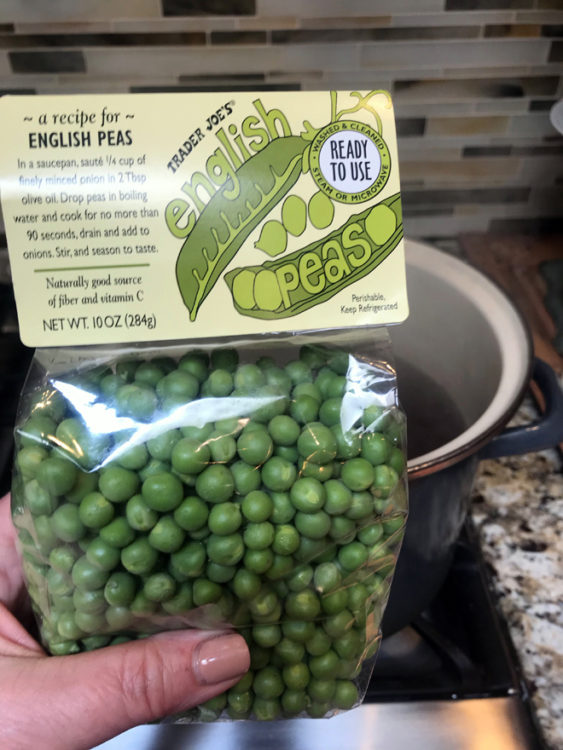 ~ a recipe for ~
ENGLISH PEAS
In a saucepan, sauté 1/4 cup of
finely minced onion in 2 Tbsp
olive oil. Drop peas in boiling
water and cook for no more than
90 seconds, drain and add to
onions. Stir, and season to taste.
Naturally good source
of fiber and vitamin C
NET WT. 10 OZ (284g)
TRADER JOE'S®
english
peas
WASHED & CLEANED
READY
TO USE
STEAM OR MICROWAVE
Perishable,
Keep Refrigerated